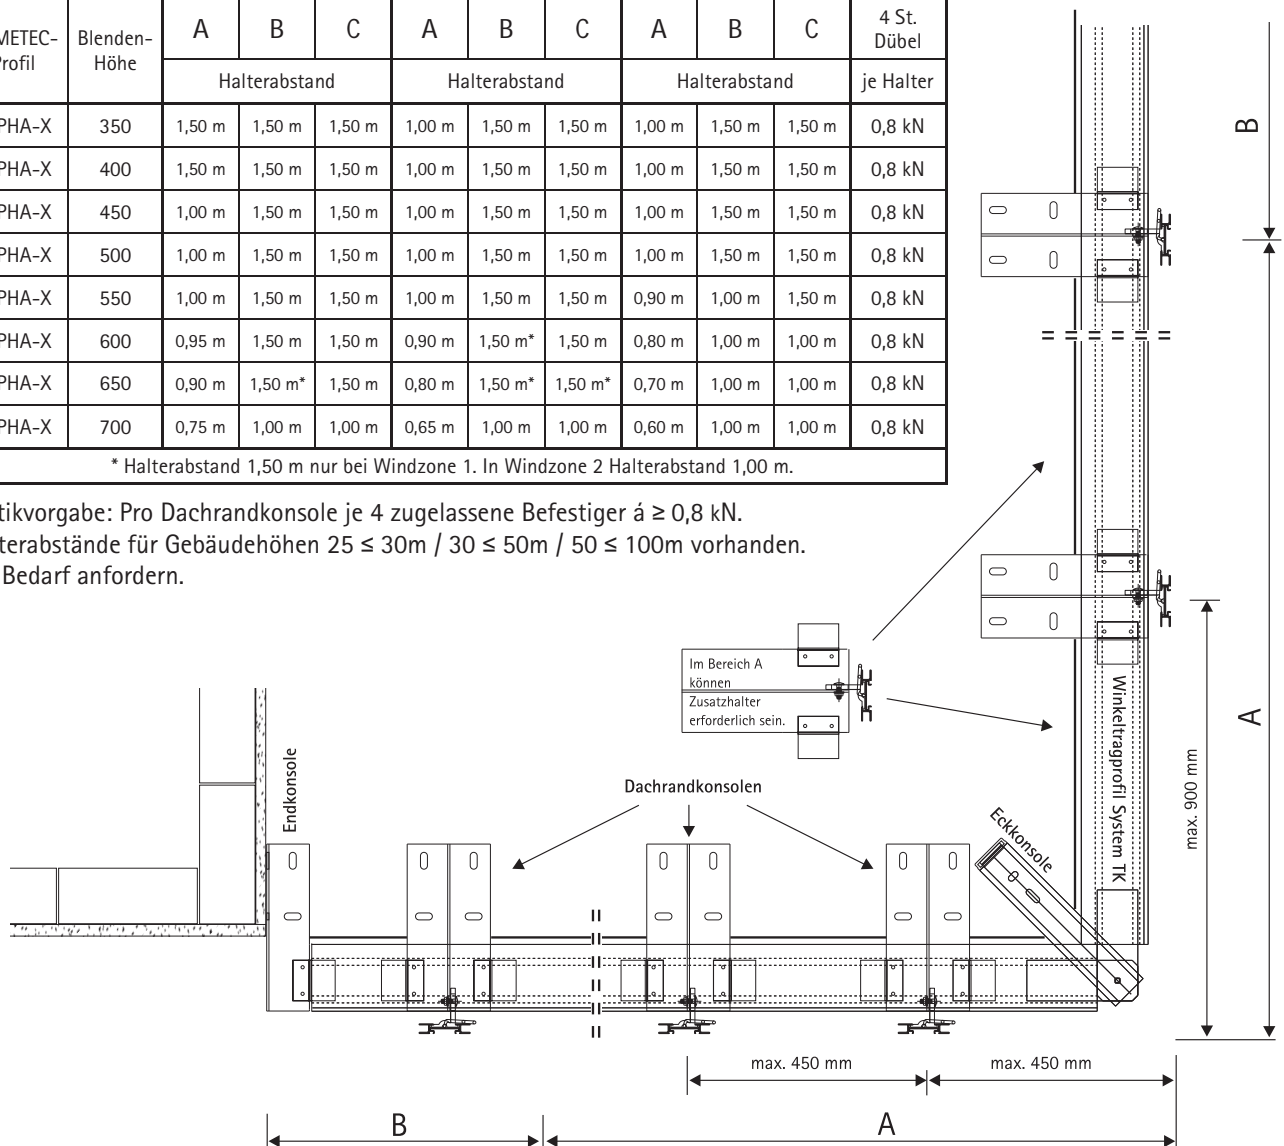 METEC- Blenden- A B C A B C A B C 4 St.
Profil Höhe Dübel
Halterabstand Halterabstand Halterabstand je Halter
PHA-X 350 1,50 m 1,50 m 1,50 m 1,00 m 1,50 m 1,50 m 1,00 m 1,50 m 1,50 m 0,8 kN
PHA-X 400 1,50 m 1,50 m 1,50 m 1,00 m 1,50 m 1,50 m 1,00 m 1,50 m 1,50 m 0,8 kN
PHA-X 450 1,00 m 1,50 m 1,50 m 1,00 m 1,50 m 1,50 m 1,00 m 1,50 m 1,50 m 0,8 kN
PHA-X 500 1,00 m 1,50 m 1,50 m 1,00 m 1,50 m 1,50 m 1,00 m 1,50 m 1,50 m 0,8 kN
PHA-X 550 1,00 m 1,50 m 1,50 m 1,00 m 1,50 m 1,50 m 0,90 m 1,00 m 1,50 m 0,8 kN
PHA-X 600 0,95 m 1,50 m 1,50 m 0,90 m 1,50 m* 1,50 m 0,80 m 1,00 m 1,00 m 0,8 kN
PHA-X 650 0,90 m 1,50 m* 1,50 m 0,80 m 1,50 m* 1,50 m* 0,70 m 1,00 m 1,00 m 0,8 kN
PHA-X 700 0,75 m 1,00 m 1,00 m 0,65 m 1,00 m 1,00 m 0,60 m 1,00 m 1,00 m 0,8 kN
* Halterabstand 1,50 m nur bei Windzone 1. In Windzone 2 Halterabstand 1,00 m.
tikvorgabe: Pro Dachrandkonsole je 4 zugelassene Befestiger á ≥ 0,8 kN.
terabstände für Gebäudehöhen 25 ≤ 30m / 30 ≤ 50m / 50 ≤ 100m vorhanden.
Bedarf anfordern.
B
Im Bereich A
können
Zusatzhalter
erforderlich sein.
Winkeltragprofil System TK
A
max. 900 mm
Endkonsole
Dachrandkonsolen
Eckkonsole
max. 450 mm
max. 450 mm
B
A